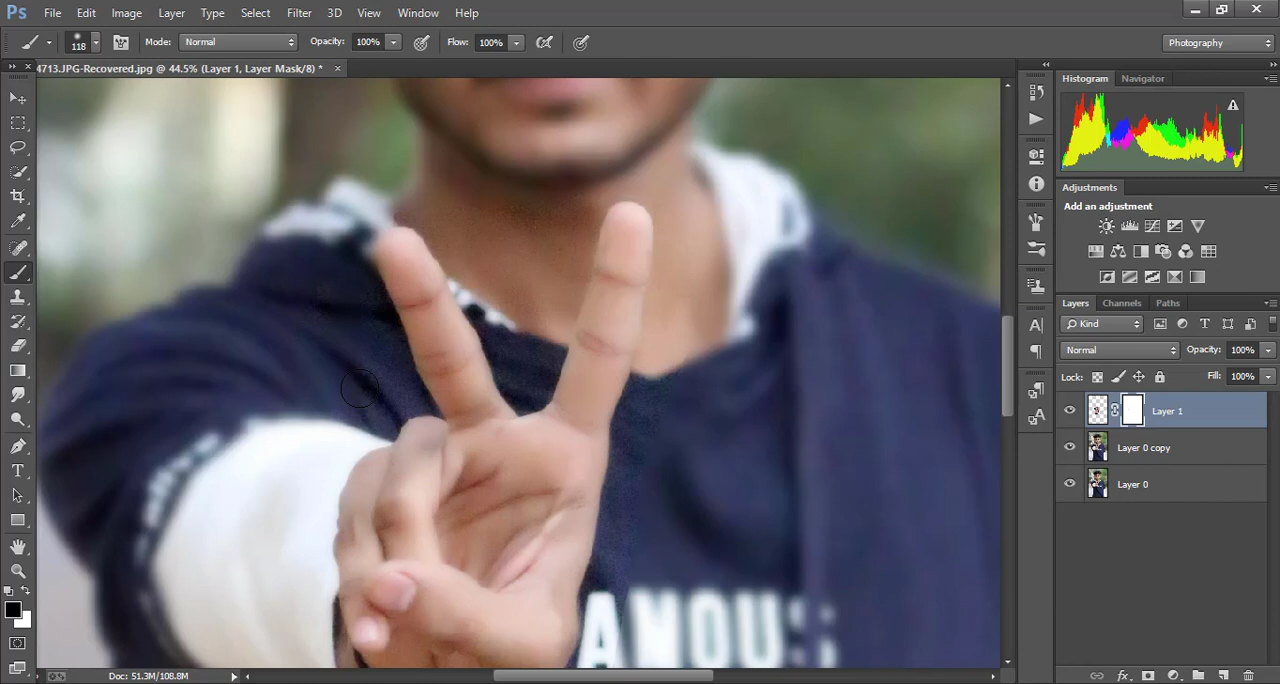 Ps File Edit Image Layer Type Select Filter 3D View Window Help
118 Mode: Normal Opacity: 100% Flow: 100% Photography
4713.JPG-Recovered.jpg @ 44.5% (Layer 1, Layer Mask/8) * ×
Histogram Navigator
Adjustments
Add an adjustment
Layers Channels Paths
Kind
Normal Opacity: 100%
Lock: Fill: 100%
Layer 1
Layer 0 copy
Layer 0
AMOUS
Doc: 51.3M/108.8M